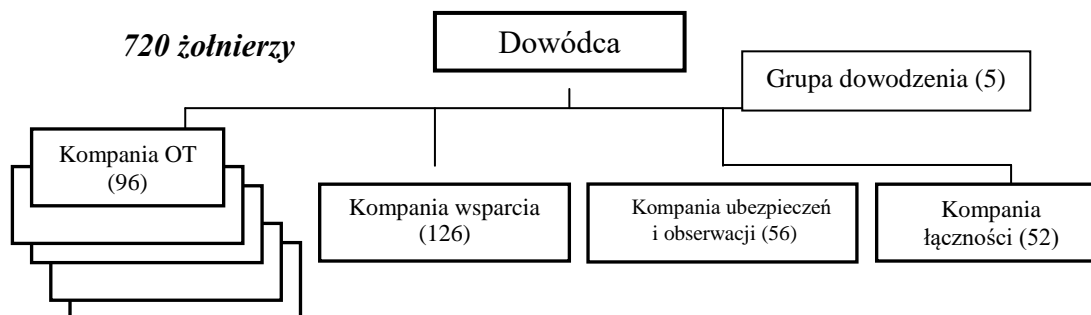 720 żołnierzy
Dowódca
Grupa dowodzenia (5)
Kompania OT
(96)
Kompania wsparcia
(126)
Kompania ubezpieczeń
i obserwacji (56)
Kompania
łączności (52)